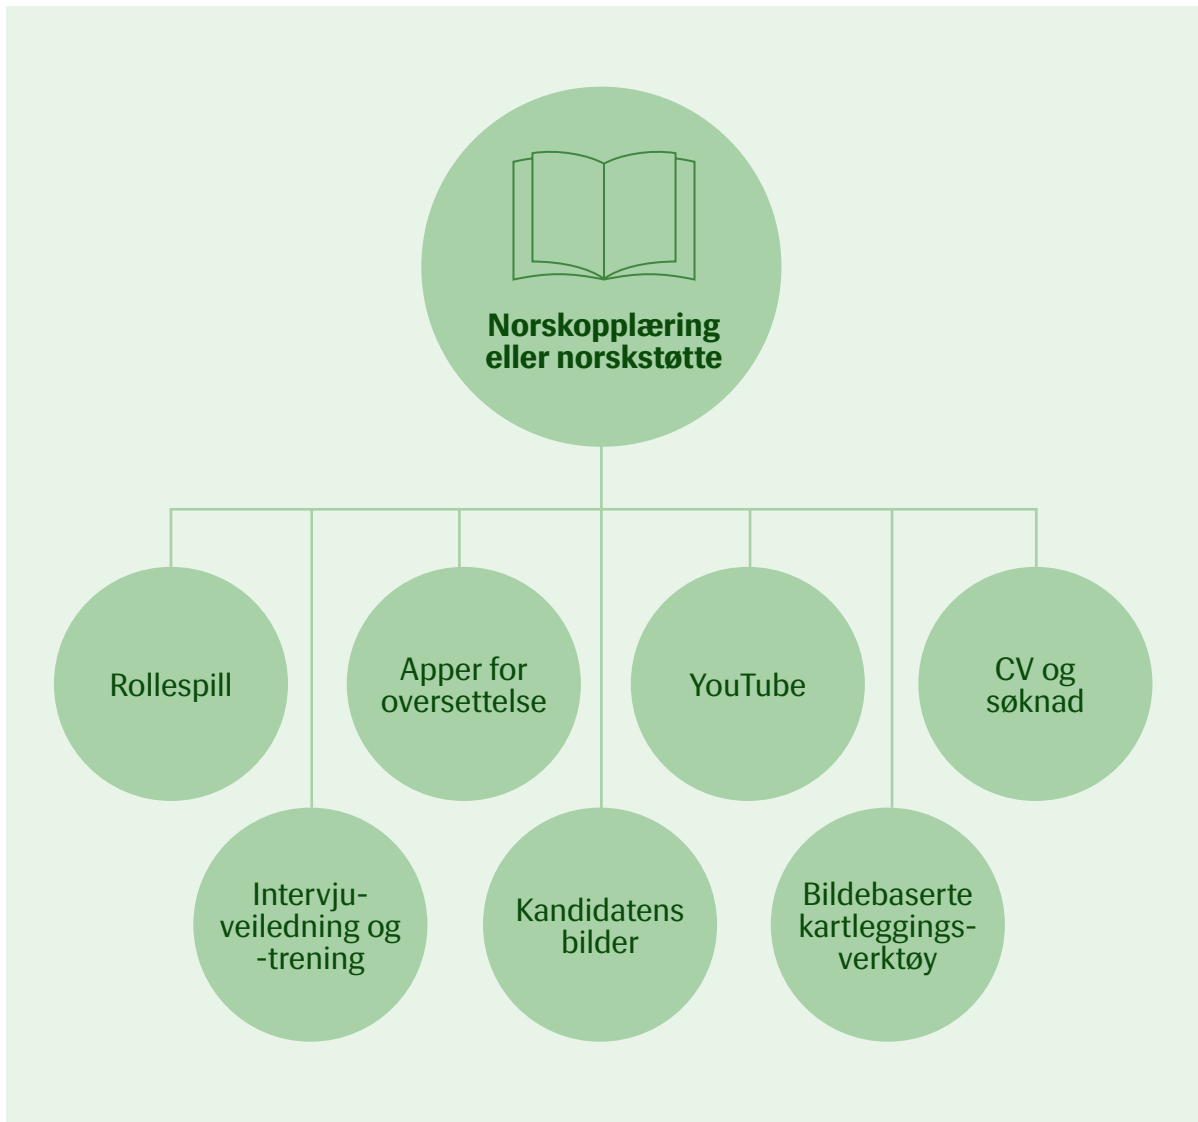 Norskopplæring
eller norskstøtte
Rollespill
Apper for
oversettelse
YouTube
CV og
søknad
Intervju-
veiledning og
-trening
Kandidatens
bilder
Bildebaserte
kartleggings-
verktøy